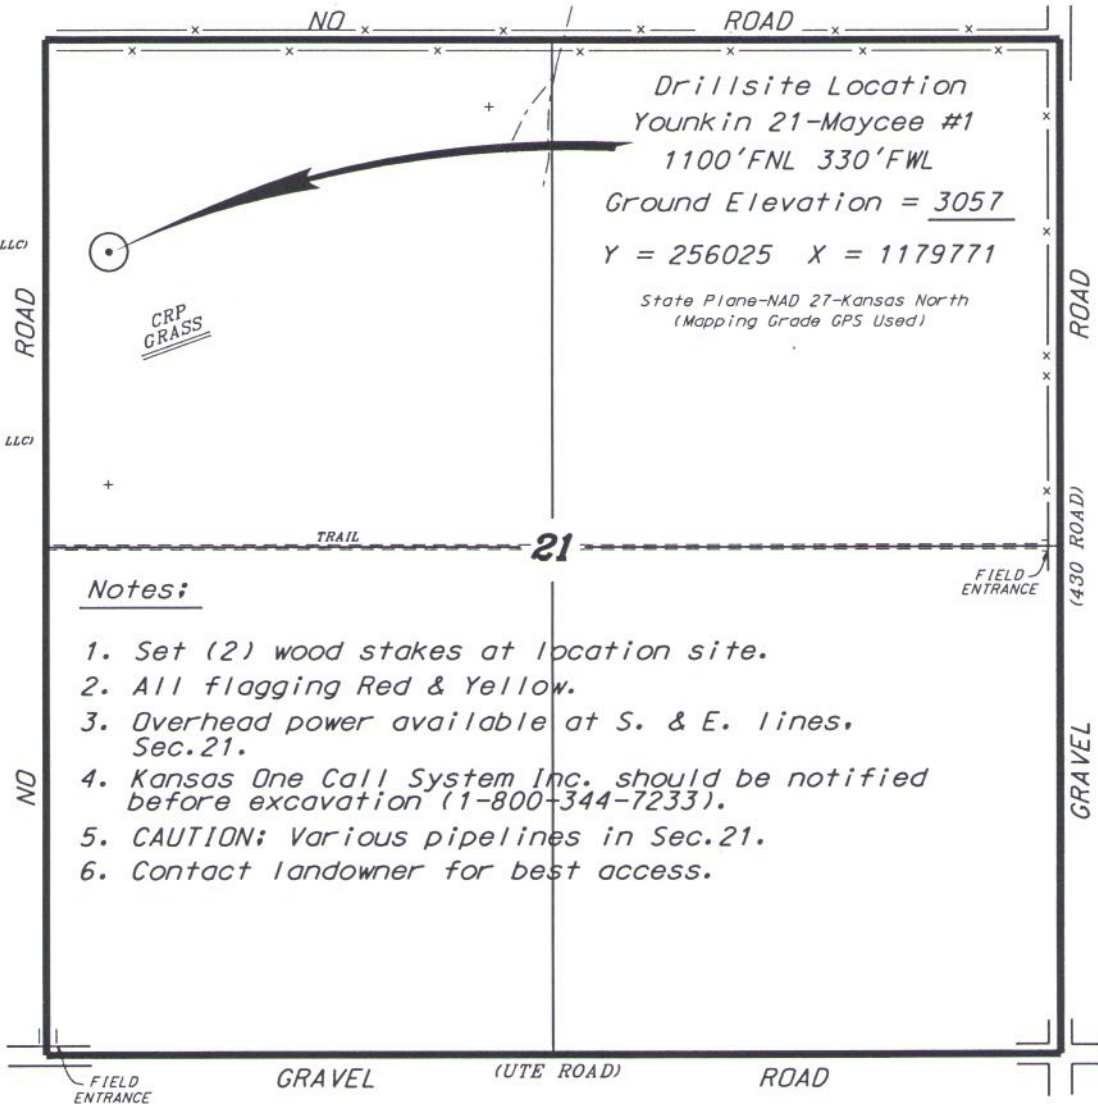 NO ROAD
Drillsite Location
Younkin 21-Maycee #1
1100'FNL 330'FWL
Ground Elevation = 3057
Y = 256025 X = 1179771
State Plane-NAD 27-Kansas North
(Mapping Grade GPS Used)
LLC)
ROAD
CRP
GRASS
ROAD
LLC)
TRAIL
21
FIELD
ENTRANCE
(430 ROAD)
Notes:
1. Set (2) wood stakes at location site.
2. All flagging Red & Yellow.
3. Overhead power available at S. & E. lines,
Sec.21.
4. Kansas One Call System Inc. should be notified
before excavation (1-800-344-7233).
5. CAUTION: Various pipelines in Sec.21.
6. Contact landowner for best access.
NO
GRAVEL
FIELD
ENTRANCE
GRAVEL (UTE ROAD) ROAD